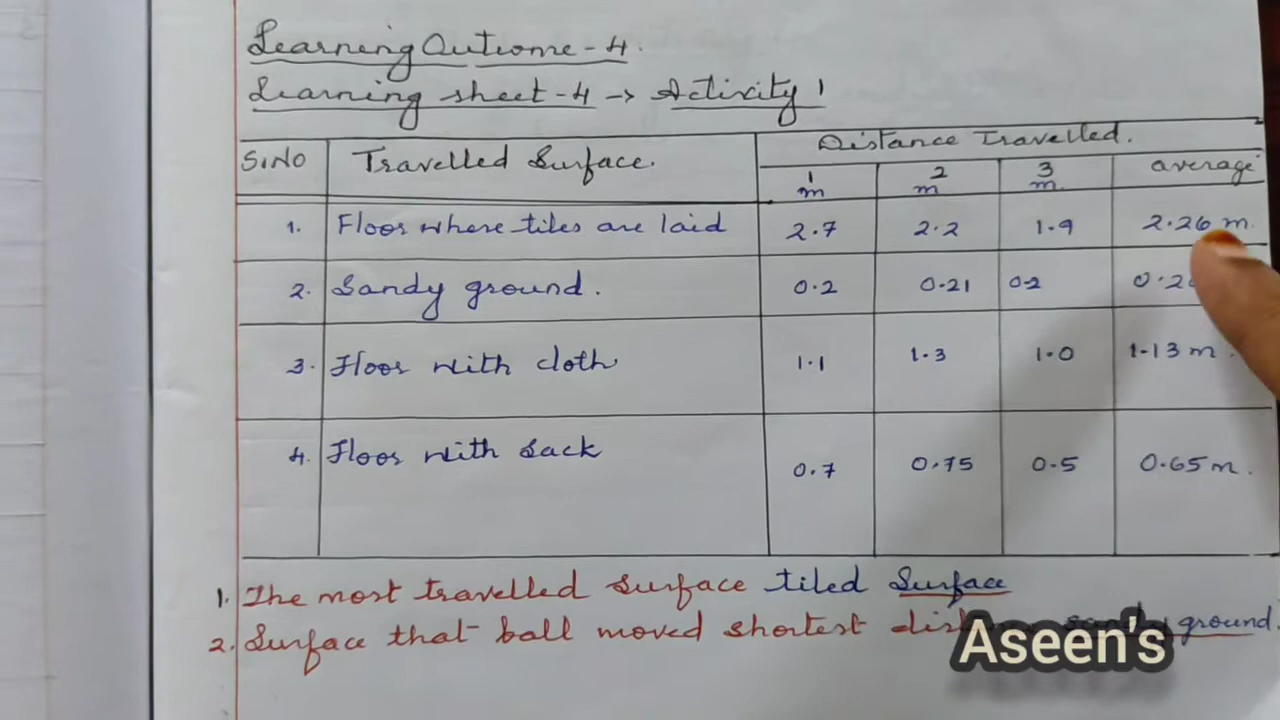 Learning Outcome - 4.
Learning sheet - 4 → Activity 1
S.No Travelled Surface. Distance Travelled.
1 m 2 m 3 m. average
1. Floor where tiles are laid 2.7 2.2 1.9 2.26 m.
2. Sandy ground. 0.2 0.21 0.2
3. Floor with cloth 1.1 1.3 1.0 1.13 m.
4. Floor with sack 0.7 0.75 0.5 0.65 m.
1. The most travelled surface tiled Surface
2. Surface that ball moved shortest sandy ground.
Aseen's